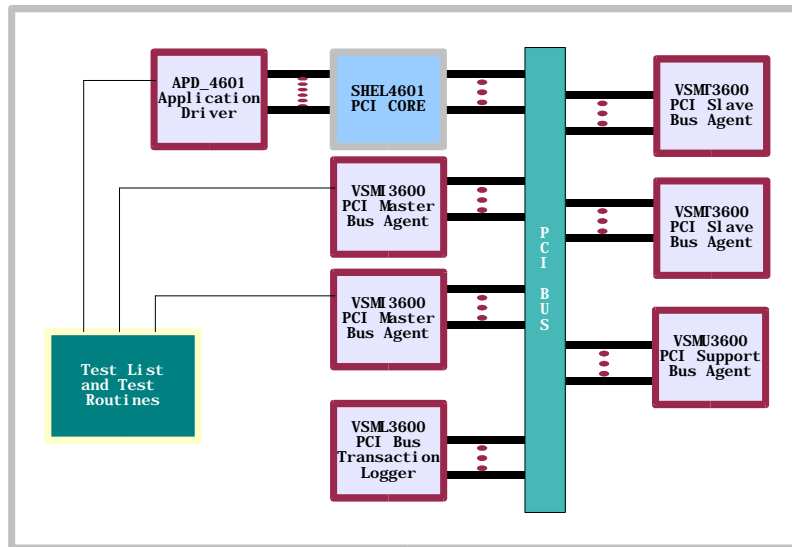 APD_4601
Application
Driver
SHEL4601
PCI CORE
VSMT3600
PCI Slave
Bus Agent
VSMI3600
PCI Master
Bus Agent
VSMT3600
PCI Slave
Bus Agent
PCI BUS
VSMI3600
PCI Master
Bus Agent
VSMU3600
PCI Support
Bus Agent
Test List
and Test
Routines
VSML3600
PCI Bus
Transaction
Logger